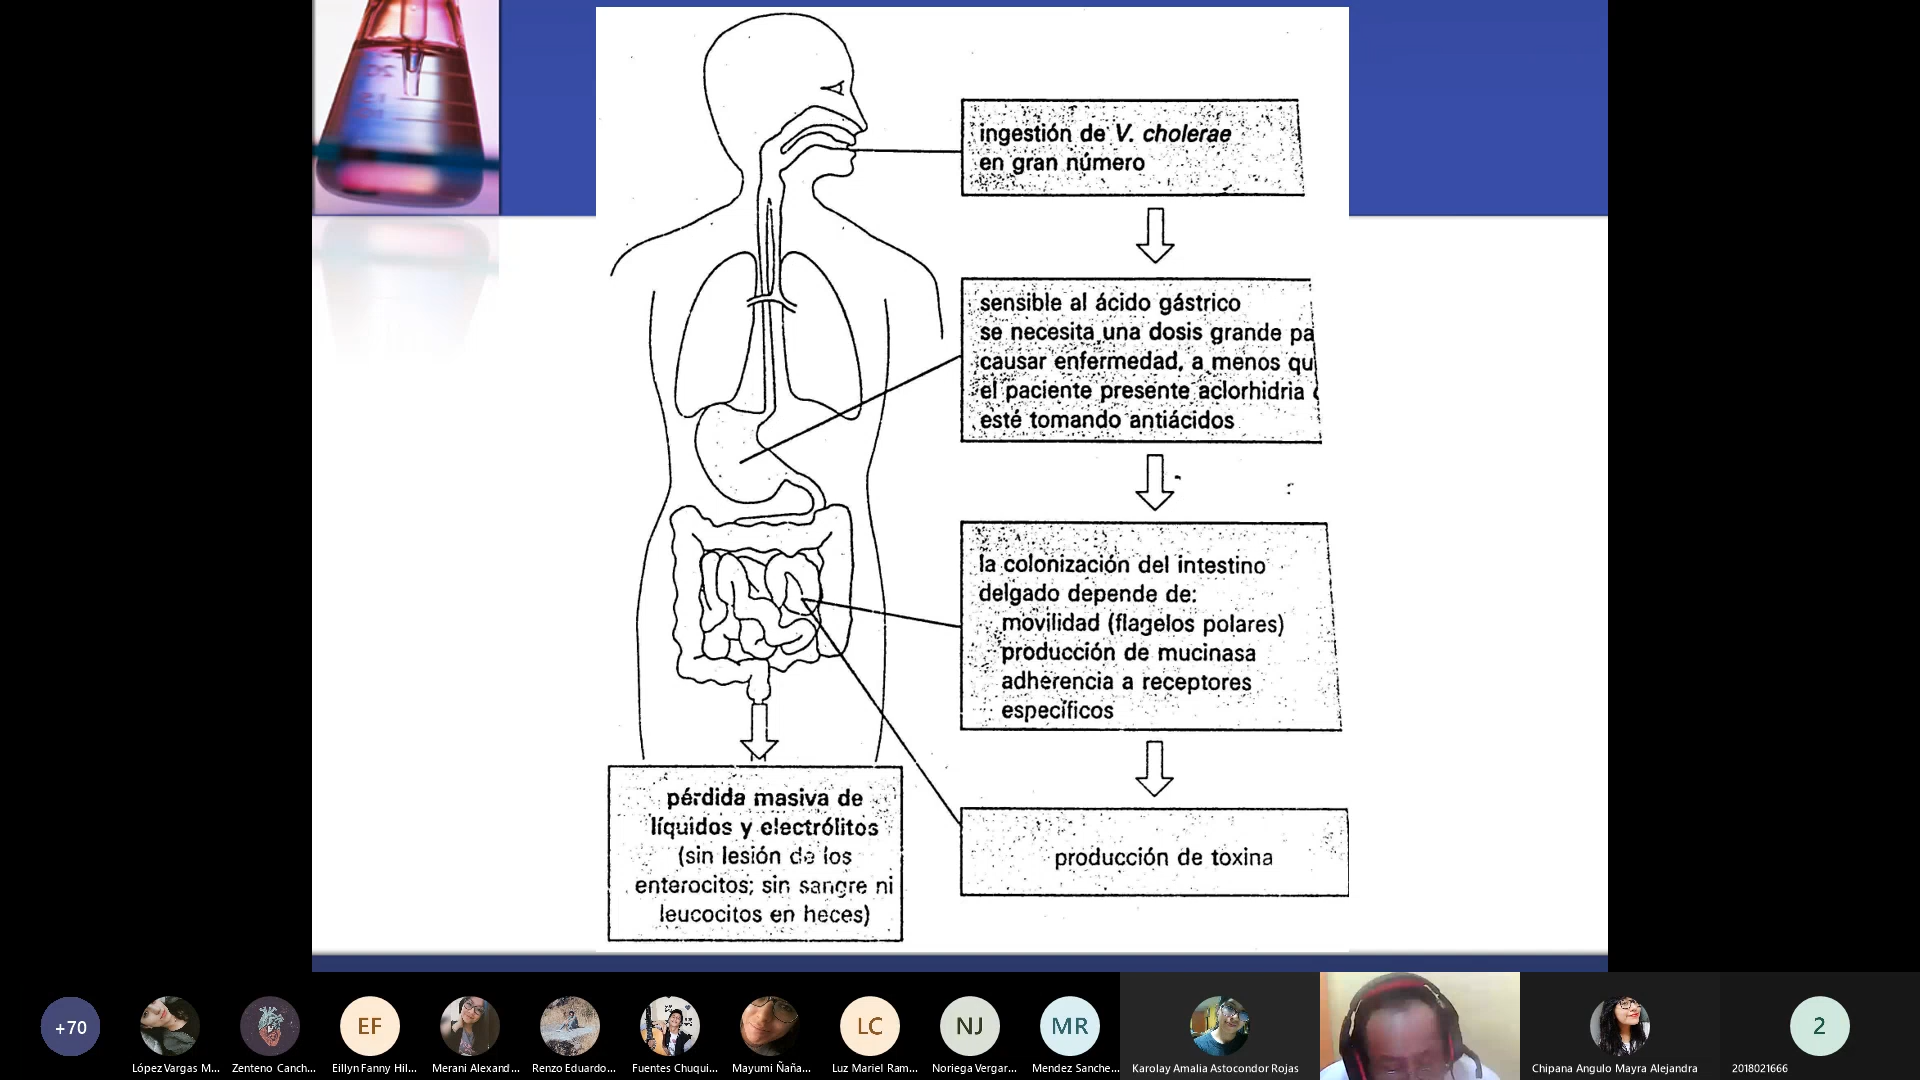 ingestión de V. cholerae
en gran número
sensible al ácido gástrico
se necesita una dosis grande pa
causar enfermedad, a menos qu
el paciente presente aclorhidria
esté tomando antiácidos
la colonización del intestino
delgado depende de:
movilidad (flagelos polares)
producción de mucinasa
adherencia a receptores
específicos
producción de toxina
pérdida masiva de
líquidos y electrólitos
(sin lesión de los
enterocitos; sin sangre ni
leucocitos en heces)
+70
López Vargas M...
Zenteno Canch...
EF
Eillyn Fanny Hil...
Merani Alexand...
Renzo Eduardo...
Fuentes Chuqui...
Mayumi Ñaña...
LC
Luz Mariel Ram...
NJ
Noriega Vergar...
MR
Mendez Sanche...
Karolay Amalia Astocondor Rojas
Chipana Angulo Mayra Alejandra
2
2018021666